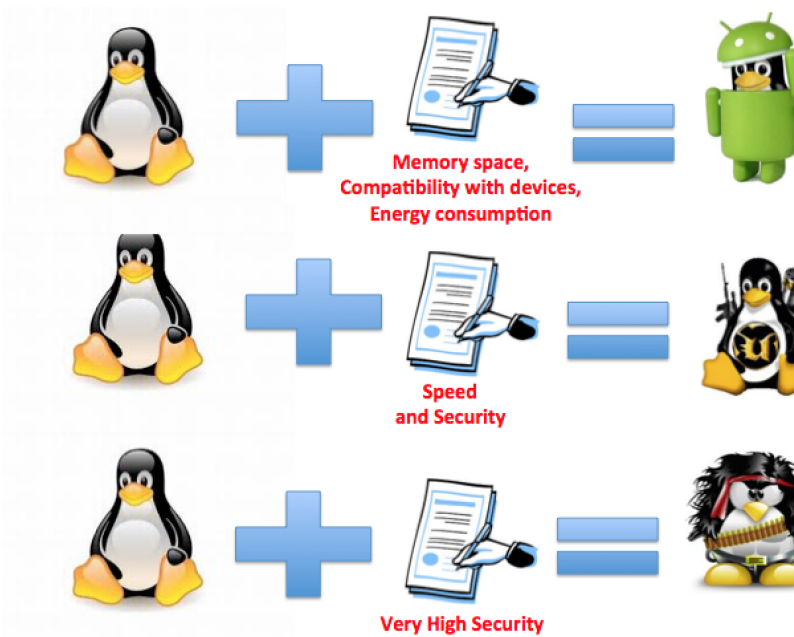 Memory space,
Compatibility with devices,
Energy consumption
Speed
and Security
Very High Security